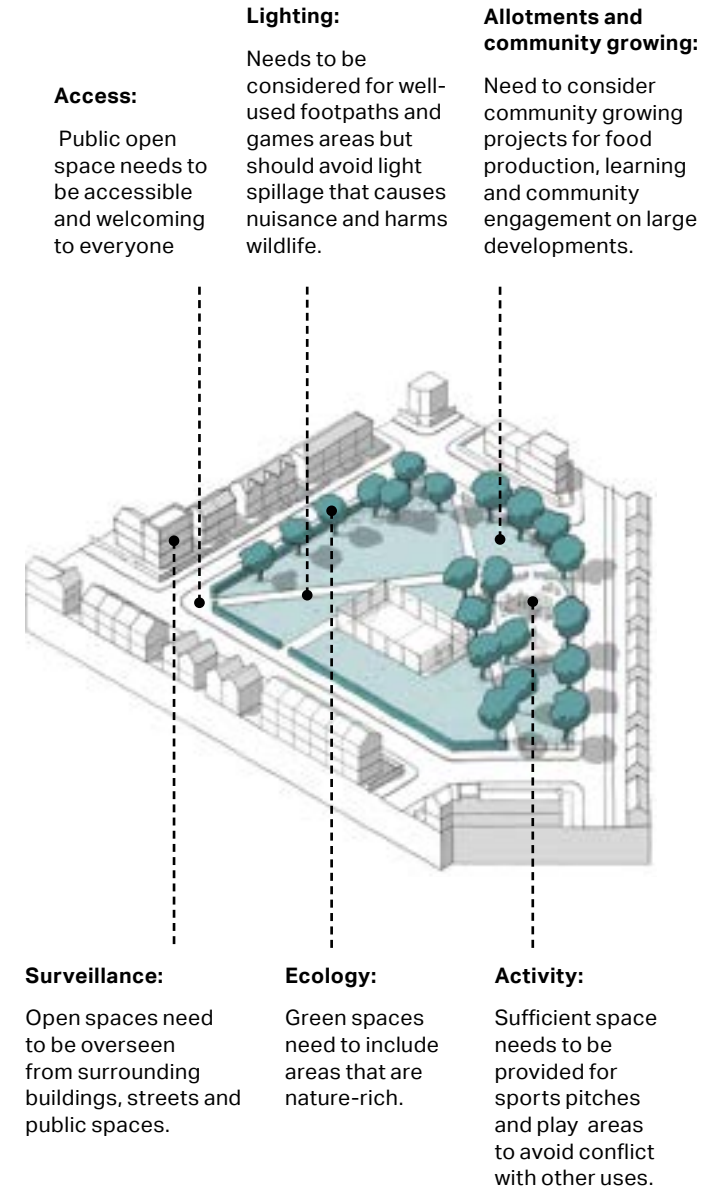 Access:
Public open
space needs to
be accessible
and welcoming
to everyone
Lighting:
Needs to be
considered for well-
used footpaths and
games areas but
should avoid light
spillage that causes
nuisance and harms
wildlife.
Allotments and
community growing:
Need to consider
community growing
projects for food
production, learning
and community
engagement on large
developments.
Surveillance:
Open spaces need
to be overseen
from surrounding
buildings, streets and
public spaces.
Ecology:
Green spaces
need to include
areas that are
nature-rich.
Activity:
Sufficient space
needs to be
provided for
sports pitches
and play areas
to avoid conflict
with other uses.